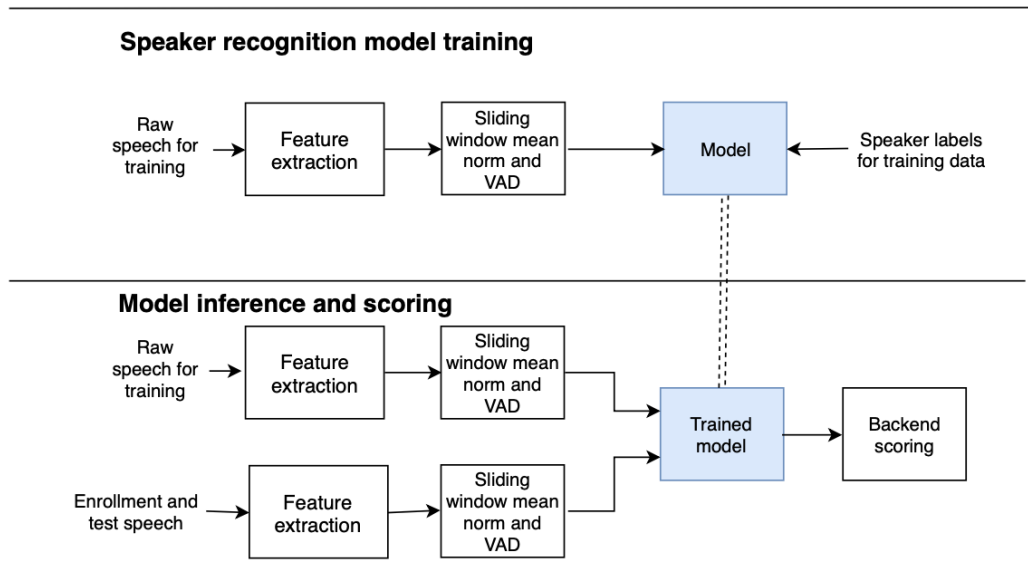 Speaker recognition model training
Raw
speech for
training
Feature
extraction
Sliding
window mean
norm and
VAD
Model
Speaker labels
for training data
Model inference and scoring
Raw
speech for
training
Feature
extraction
Sliding
window mean
norm and
VAD
Trained
model
Backend
scoring
Enrollment and
test speech
Feature
extraction
Sliding
window mean
norm and
VAD